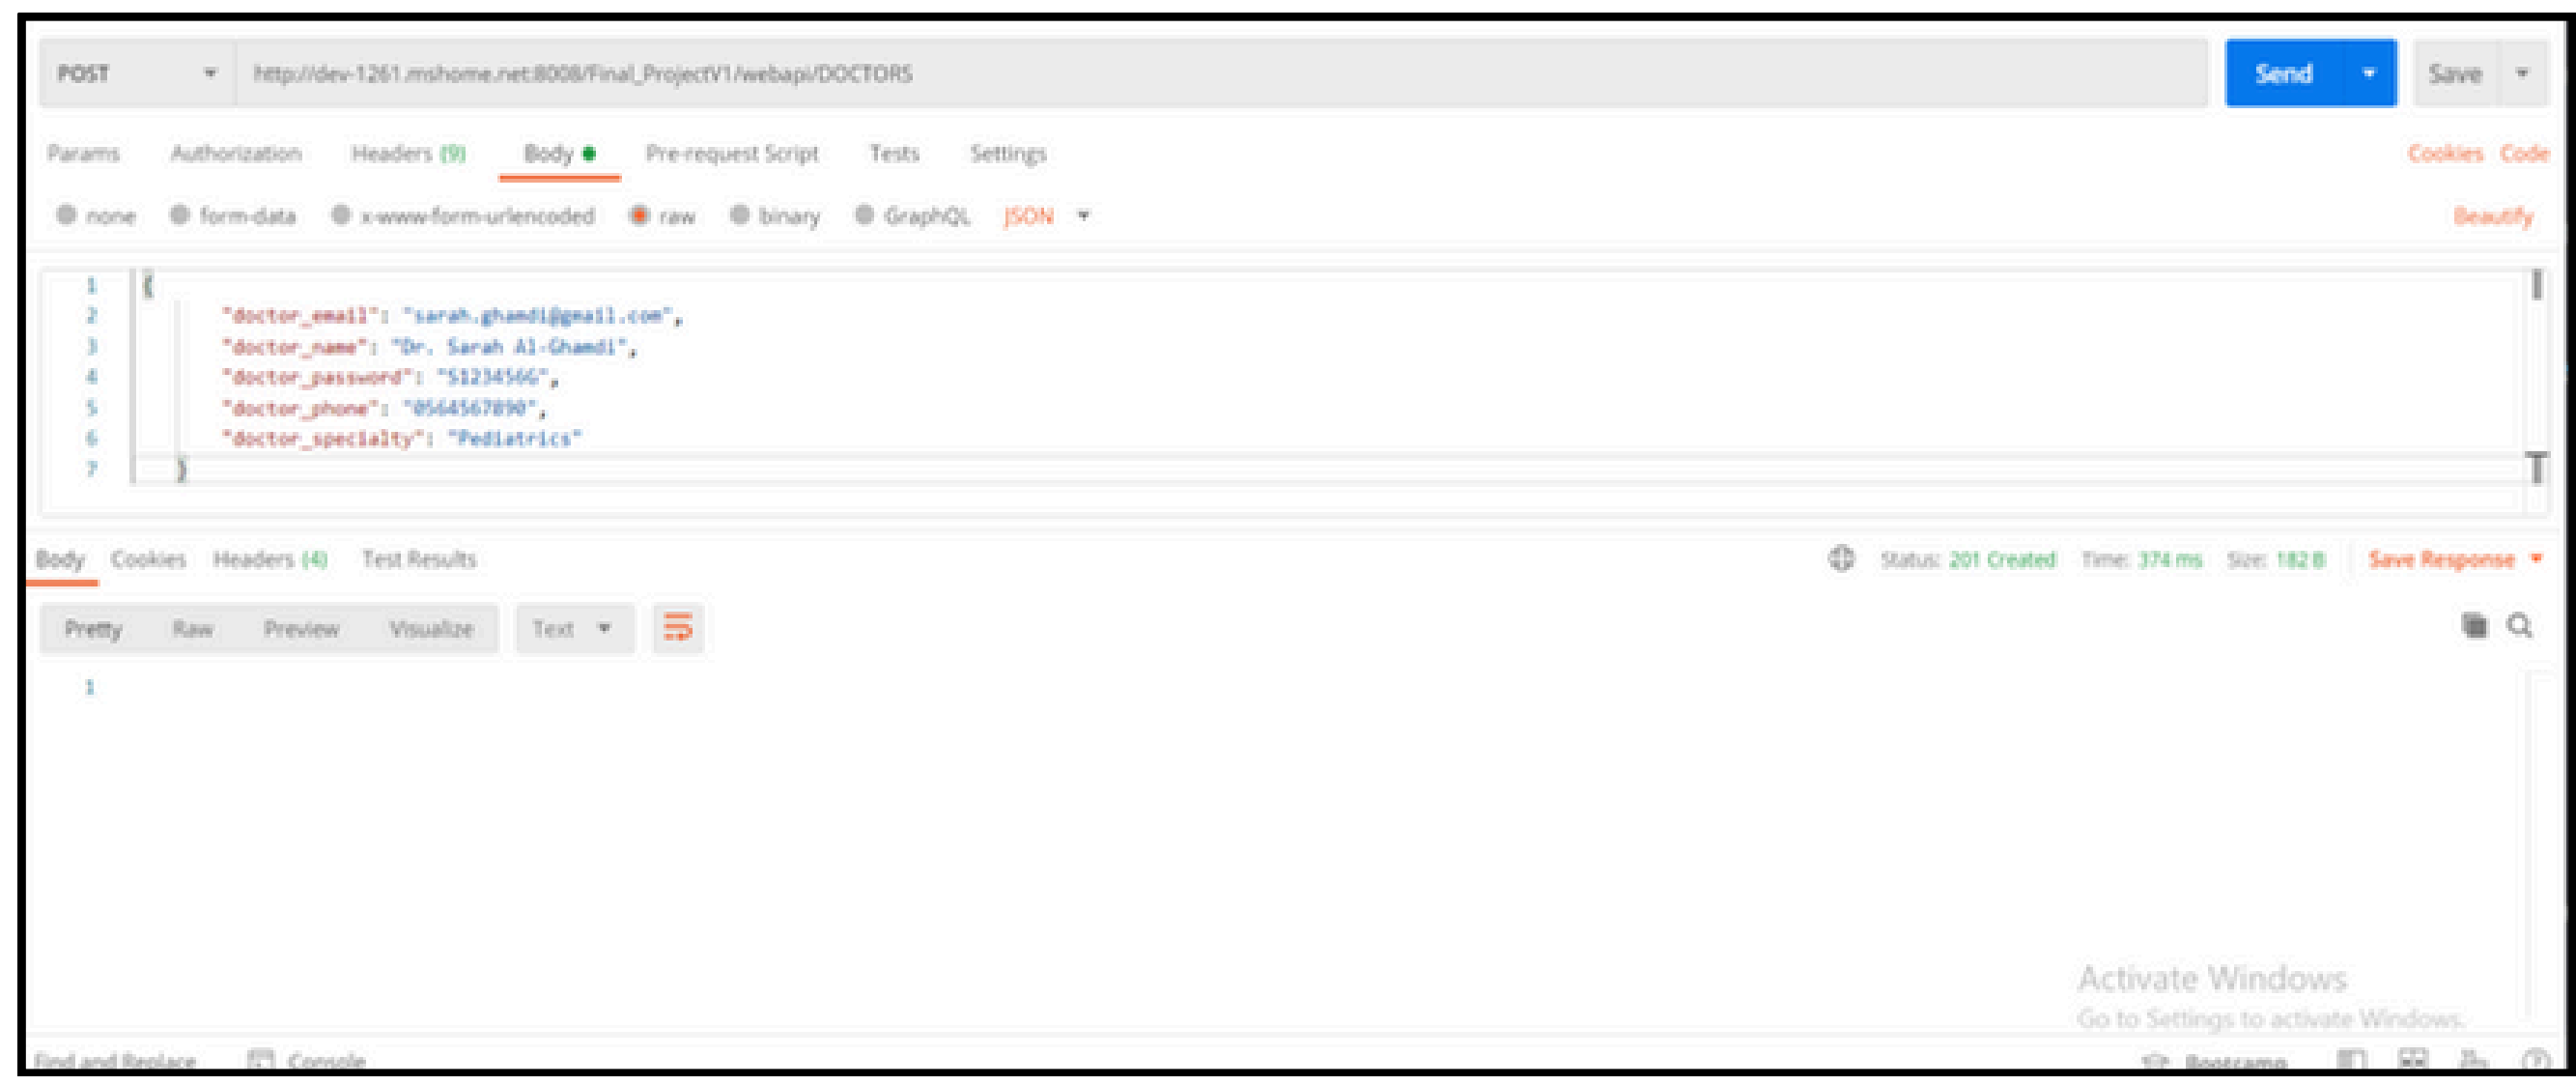 POST http://dev-1261.mshome.net:8008/Final_ProjectV1/webapi/DOCTORS Send Save
Params Authorization Headers (9) Body Pre-request Script Tests Settings Cookies Code
none form-data x-www-form-urlencoded raw binary GraphQL JSON Beautify
1 {
2 "doctor_email": "sarah.ghamdi@gmail.com",
3 "doctor_name": "Dr. Sarah Al-Ghamdi",
4 "doctor_password": "S123456G",
5 "doctor_phone": "0564567890",
6 "doctor_specialty": "Pediatrics"
7 }
Body Cookies Headers (4) Test Results Status: 201 Created Time: 374 ms Size: 182 B Save Response
Pretty Raw Preview Visualize Text
1
Activate Windows
Go to Settings to activate Windows.
Find and Replace Console Bootcamp